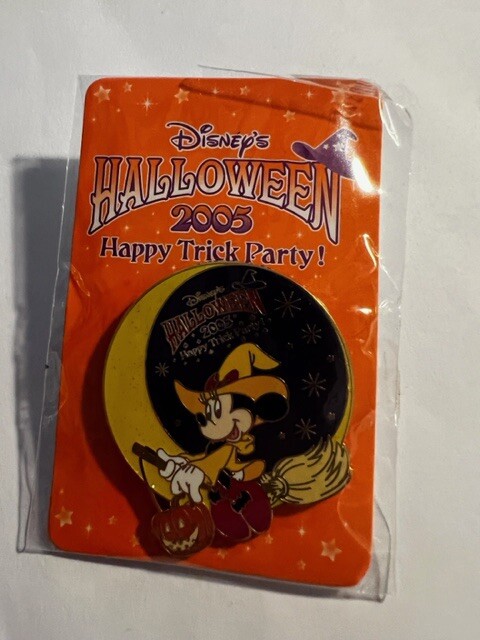 Disney's
HALLOWEEN
2005
Happy Trick Party!
Disney's
HALLOWEEN
2005
Happy Trick Party!